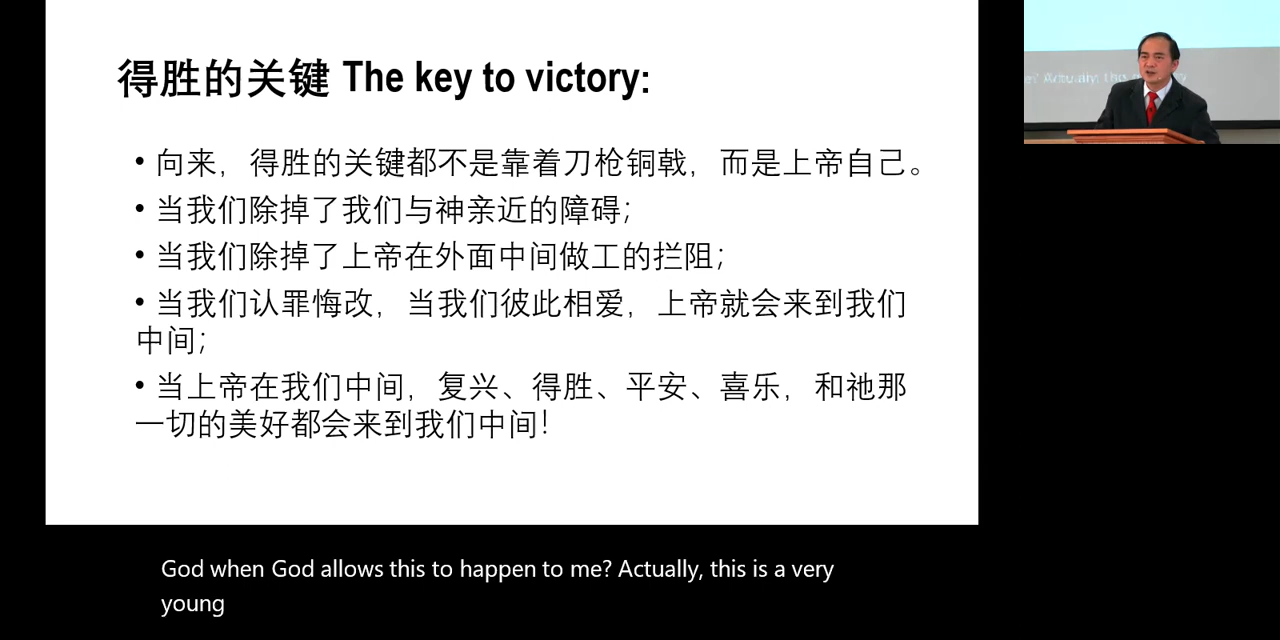 得胜的关键 The key to victory:
• 向来，得胜的关键都不是靠着刀枪铜戟，而是上帝自己。
• 当我们除掉了我们与神亲近的障碍；
• 当我们除掉了上帝在外面中间做工的拦阻；
• 当我们认罪悔改，当我们彼此相爱，上帝就会来到我们
中间；
• 当上帝在我们中间，复兴、得胜、平安、喜乐，和祂那
一切的美好都会来到我们中间！
God when God allows this to happen to me? Actually, this is a very
young